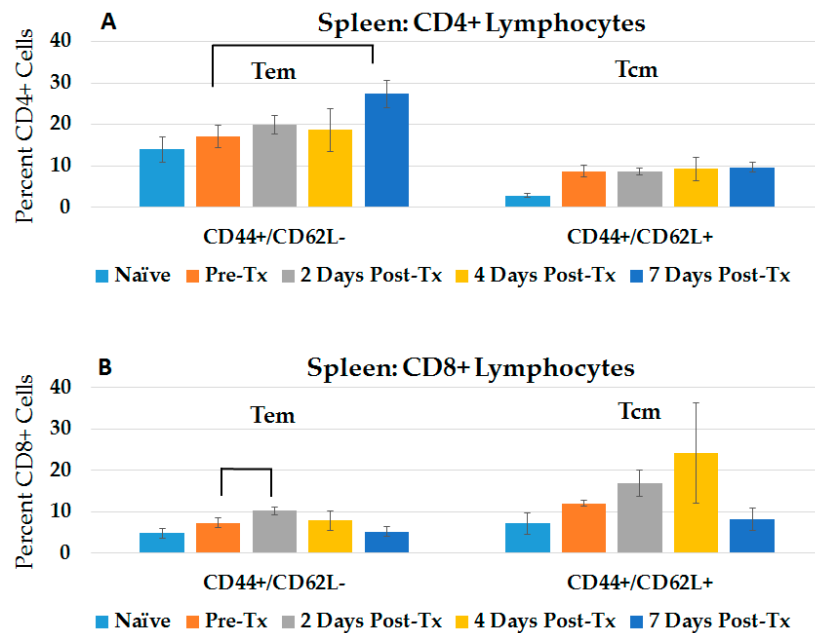 A
Spleen: CD4+ Lymphocytes
Percent CD4+ Cells
40
30
20
10
0
Tem
Tcm
CD44+/CD62L-
CD44+/CD62L+
Naïve
Pre-Tx
2 Days Post-Tx
4 Days Post-Tx
7 Days Post-Tx
B
Spleen: CD8+ Lymphocytes
Percent CD8+ Cells
40
30
20
10
0
Tem
Tcm
CD44+/CD62L-
CD44+/CD62L+
Naïve
Pre-Tx
2 Days Post-Tx
4 Days Post-Tx
7 Days Post-Tx